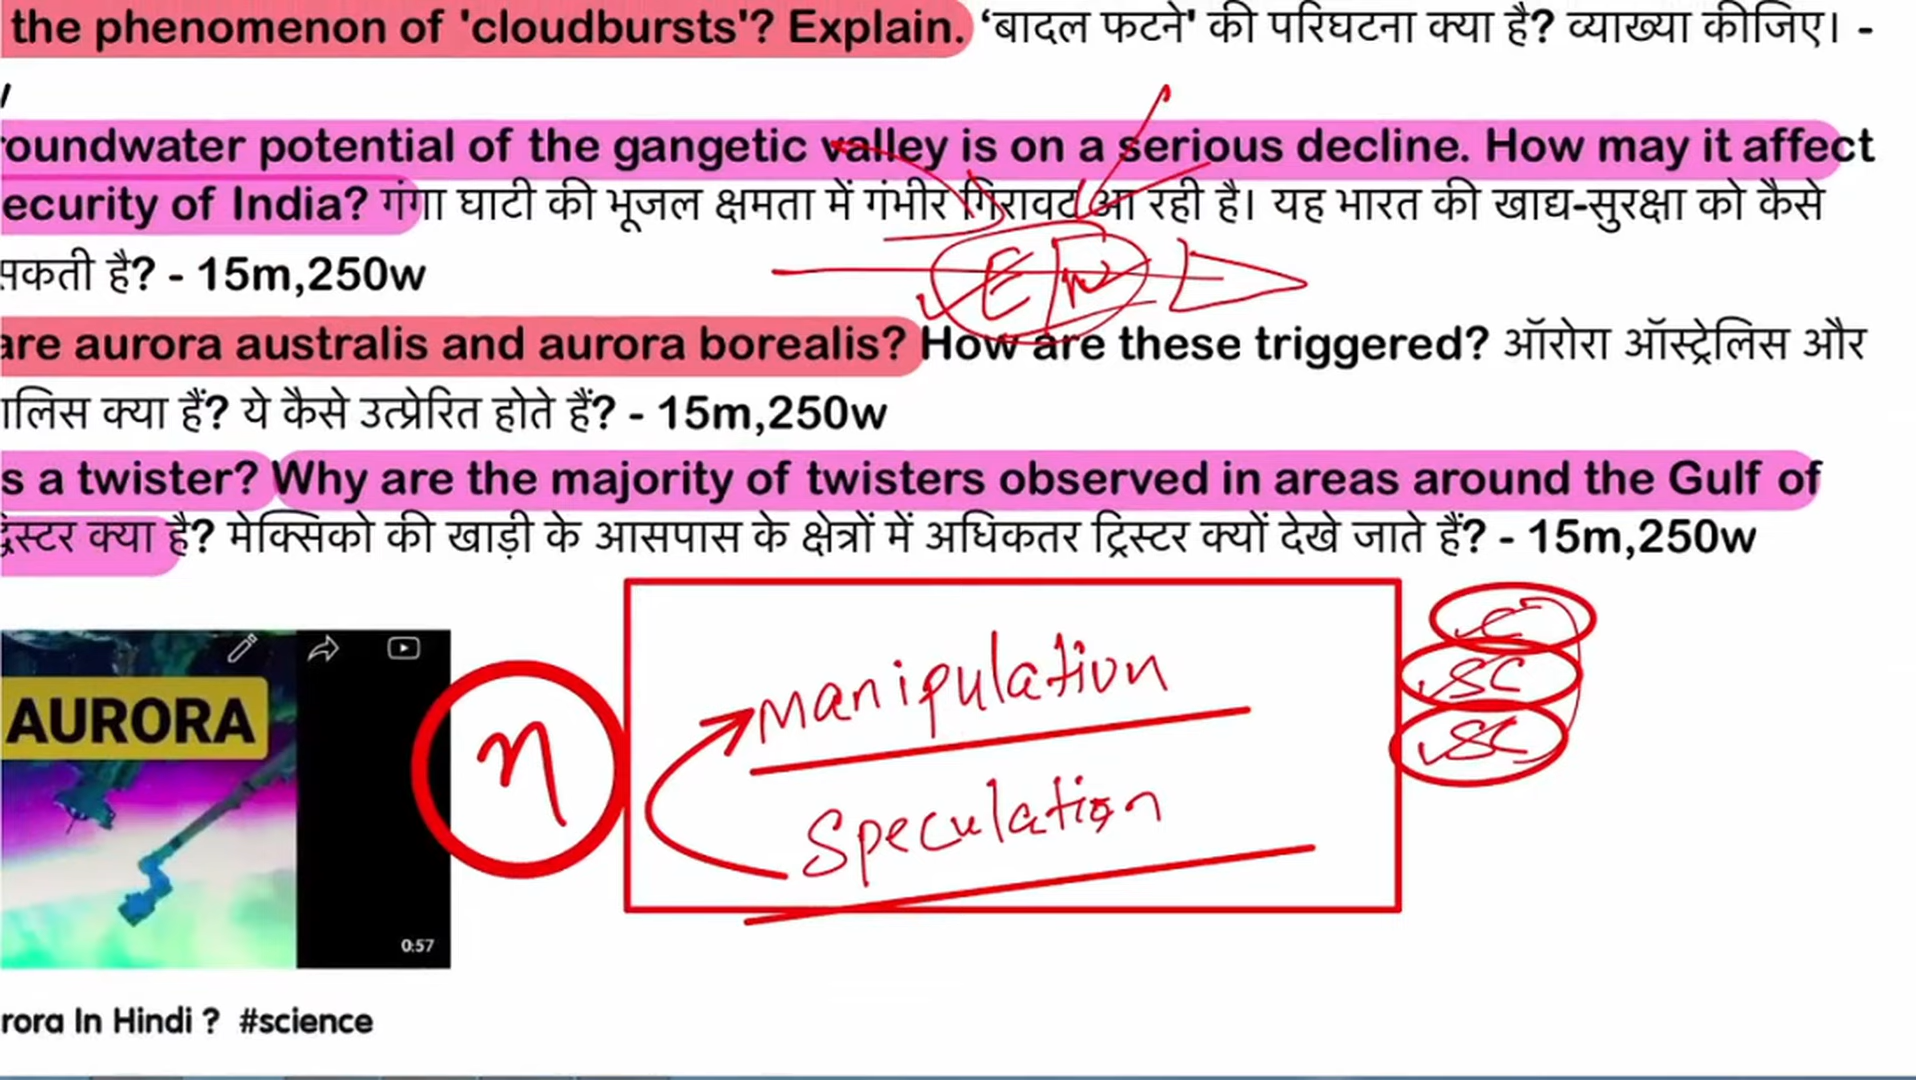 the phenomenon of 'cloudbursts'? Explain. ‘बादल फटने' की परिघटना क्या है? व्याख्या कीजिए। -
roundwater potential of the gangetic valley is on a serious decline. How may it affect
ecurity of India? गंगा घाटी की भूजल क्षमता में गंभीर गिरावट आ रही है। यह भारत की खाद्य-सुरक्षा को कैसे
सकती है? - 15m,250w
are aurora australis and aurora borealis? How are these triggered? ऑरोरा ऑस्ट्रेलिस और
ालिस क्या हैं? ये कैसे उत्प्रेरित होते हैं? - 15m,250w
s a twister? Why are the majority of twisters observed in areas around the Gulf of
्विस्टर क्या है? मेक्सिको की खाड़ी के आसपास के क्षेत्रों में अधिकतर ट्विस्टर क्यों देखे जाते हैं? - 15m,250w
AURORA
n
manipulation
Speculation
C
SC
SC
0:57
rora In Hindi ? #science